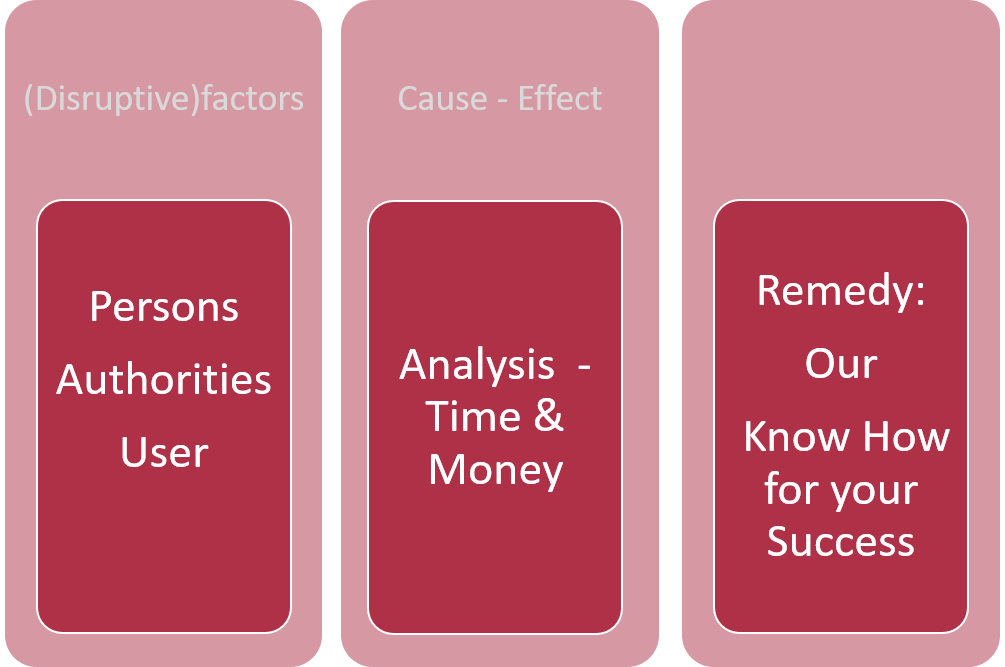 (Disruptive)factors
Persons
Authorities
User
Cause - Effect
Analysis -
Time &
Money
Remedy:
Our
Know How
for your
Success